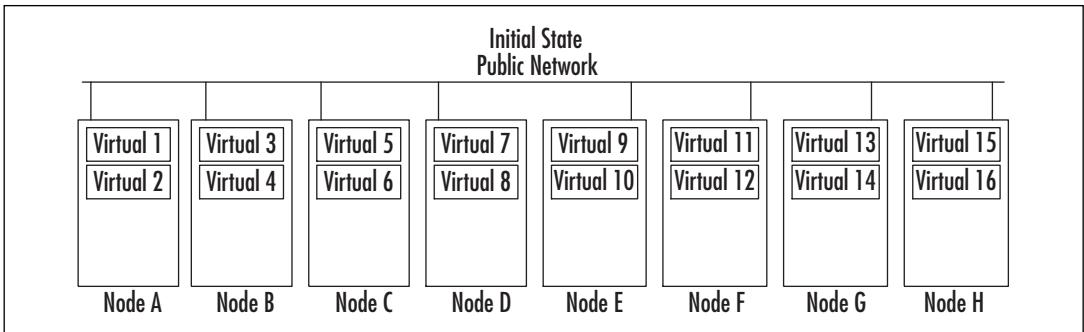 Initial State
Public Network
Virtual 1 Virtual 3 Virtual 5 Virtual 7 Virtual 9 Virtual 11 Virtual 13 Virtual 15
Virtual 2 Virtual 4 Virtual 6 Virtual 8 Virtual 10 Virtual 12 Virtual 14 Virtual 16
Node A Node B Node C Node D Node E Node F Node G Node H